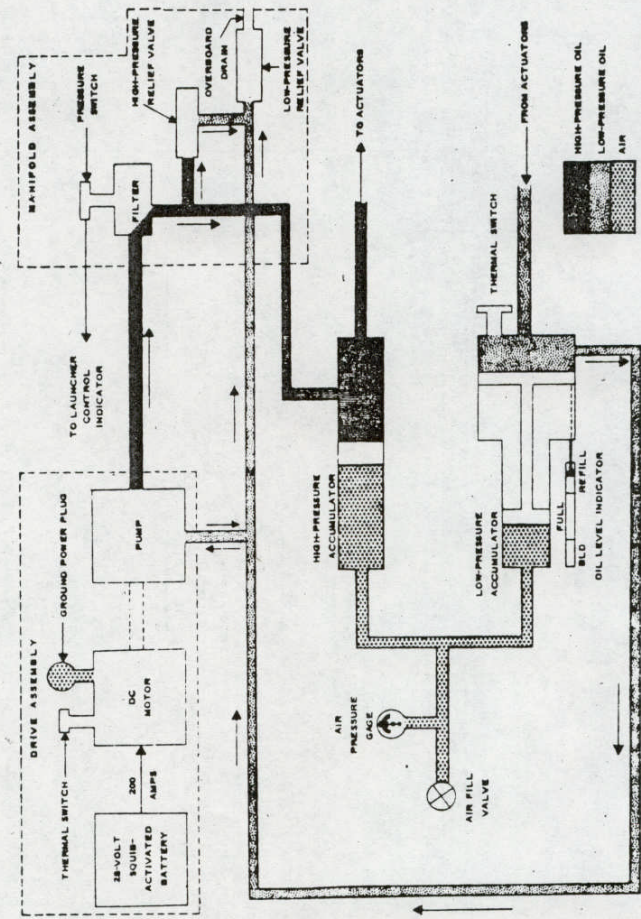 DRIVE ASSEMBLY
GROUND POWER PLUG
THERMAL SWITCH
28-VOLT
SQUIB-
ACTIVATED
BATTERY
200
AMPS
DC
MOTOR
PUMP
TO LAUNCHER
CONTROL
INDICATOR
MANIFOLD ASSEMBLY
PRESSURE
SWITCH
FILTER
HIGH-PRESSURE
RELIEF VALVE
OVERBOARD
DRAIN
LOW-PRESSURE
RELIEF VALVE
HIGH-PRESSURE
ACCUMULATOR
TO ACTUATORS
AIR
PRESSURE
GAGE
AIR FILL
VALVE
LOW-PRESSURE
ACCUMULATOR
FULL
BLD
REFILL
OIL LEVEL INDICATOR
THERMAL SWITCH
FROM ACTUATORS
HIGH-PRESSURE OIL
LOW-PRESSURE OIL
AIR